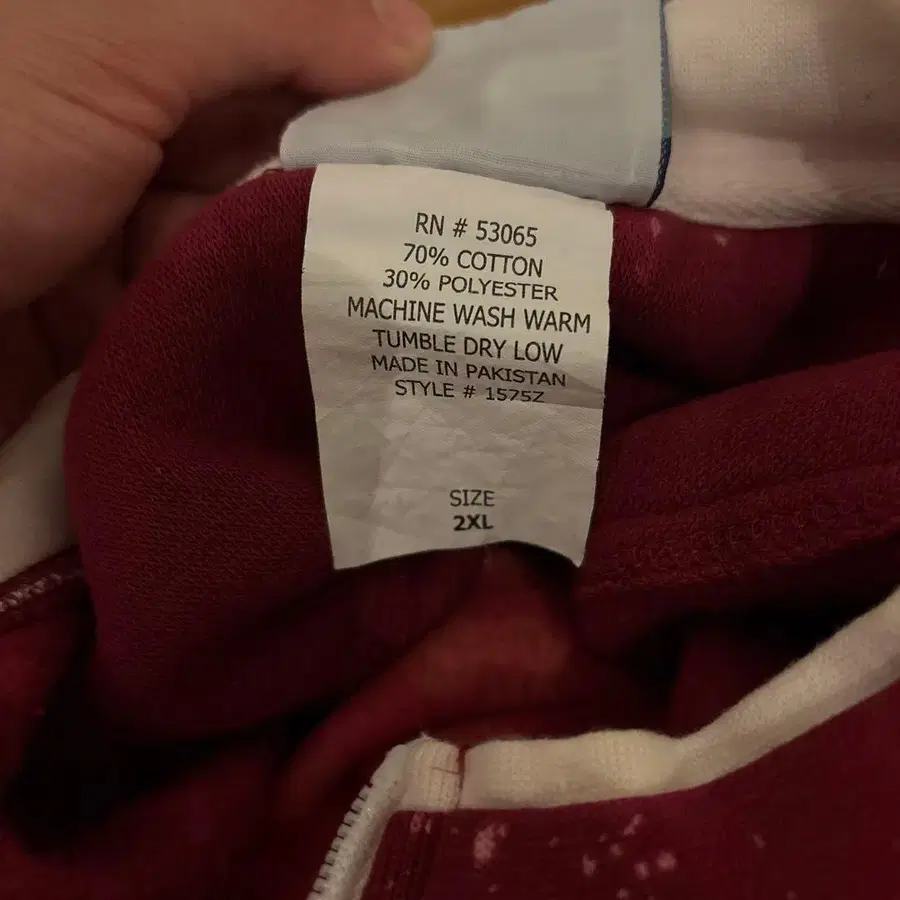 RN # 53065
70% COTTON
30% POLYESTER
MACHINE WASH WARM
TUMBLE DRY LOW
MADE IN PAKISTAN
STYLE # 1575Z
SIZE
2XL